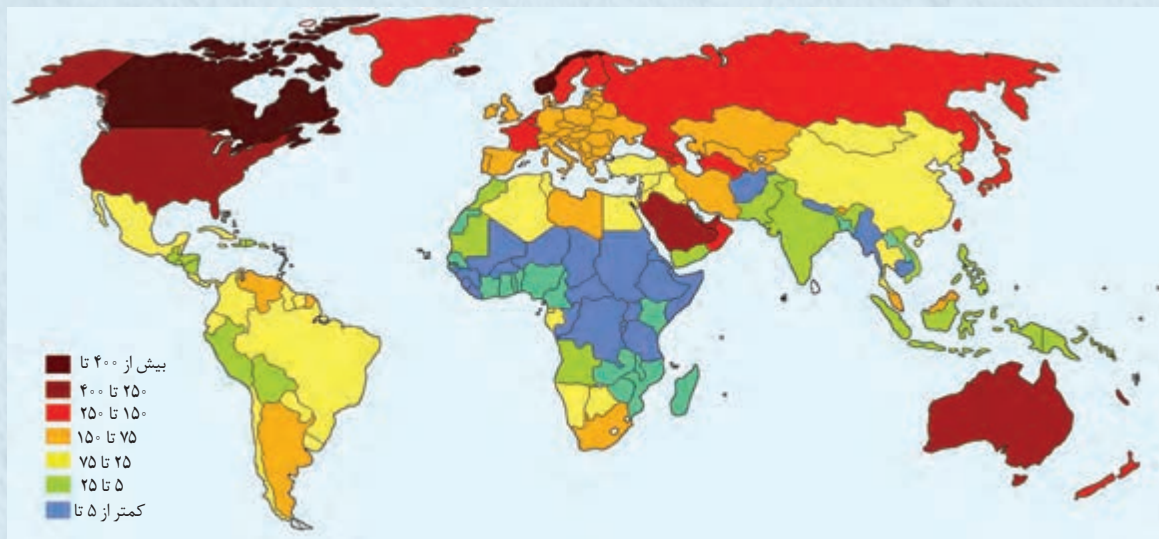 بیش از ۴۰۰ تا
۲۵۰ تا ۴۰۰
۱۵۰ تا ۲۵۰
۷۵ تا ۱۵۰
۲۵ تا ۷۵
۵ تا ۲۵
کمتر از ۵ تا